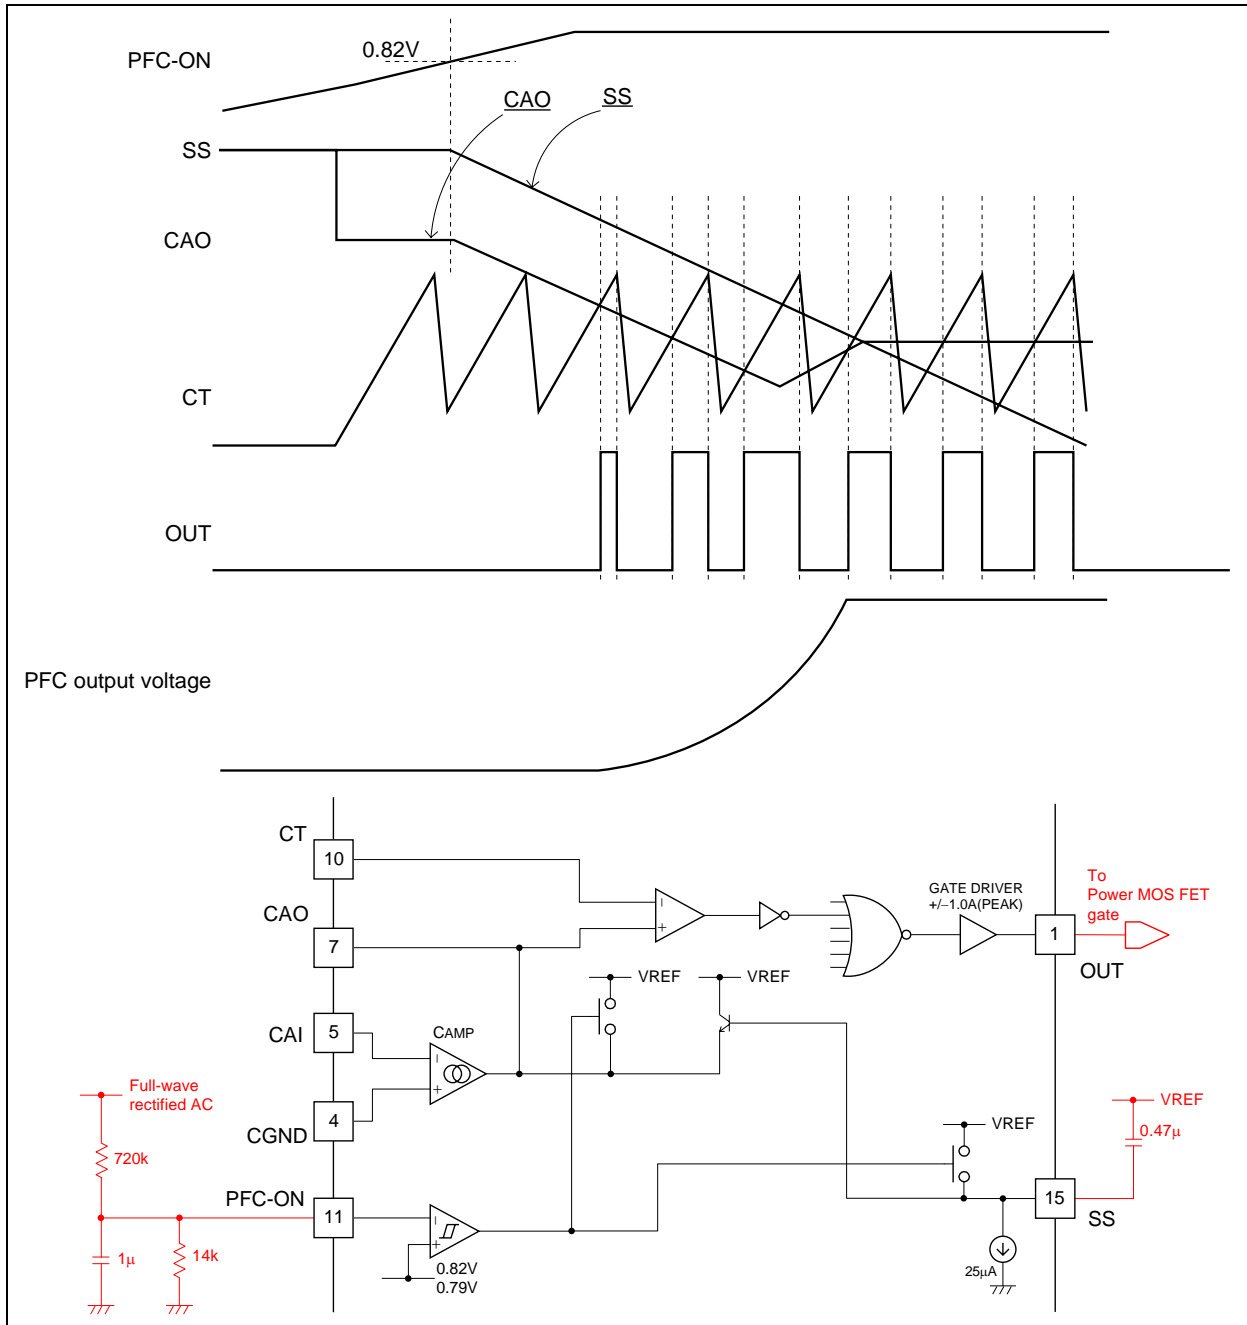 PFC-ON
0.82V
CAO
SS
SS
CAO
CT
OUT
PFC output voltage
CT
10
CAO
7
CAI
5
CAMP
4
CGND
PFC-ON
11
Full-wave
rectified AC
720k
1μ
14k
0.82V
0.79V
VREF
VREF
GATE DRIVER
+/–1.0A(PEAK)
To
Power MOS FET
gate
1
OUT
VREF
VREF
0.47μ
15
SS
25μA